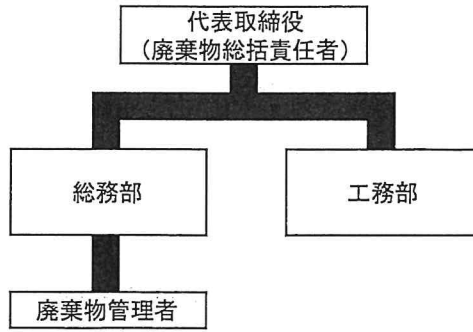 代表取締役
（廃棄物総括責任者）
総務部
工務部
廃棄物管理者